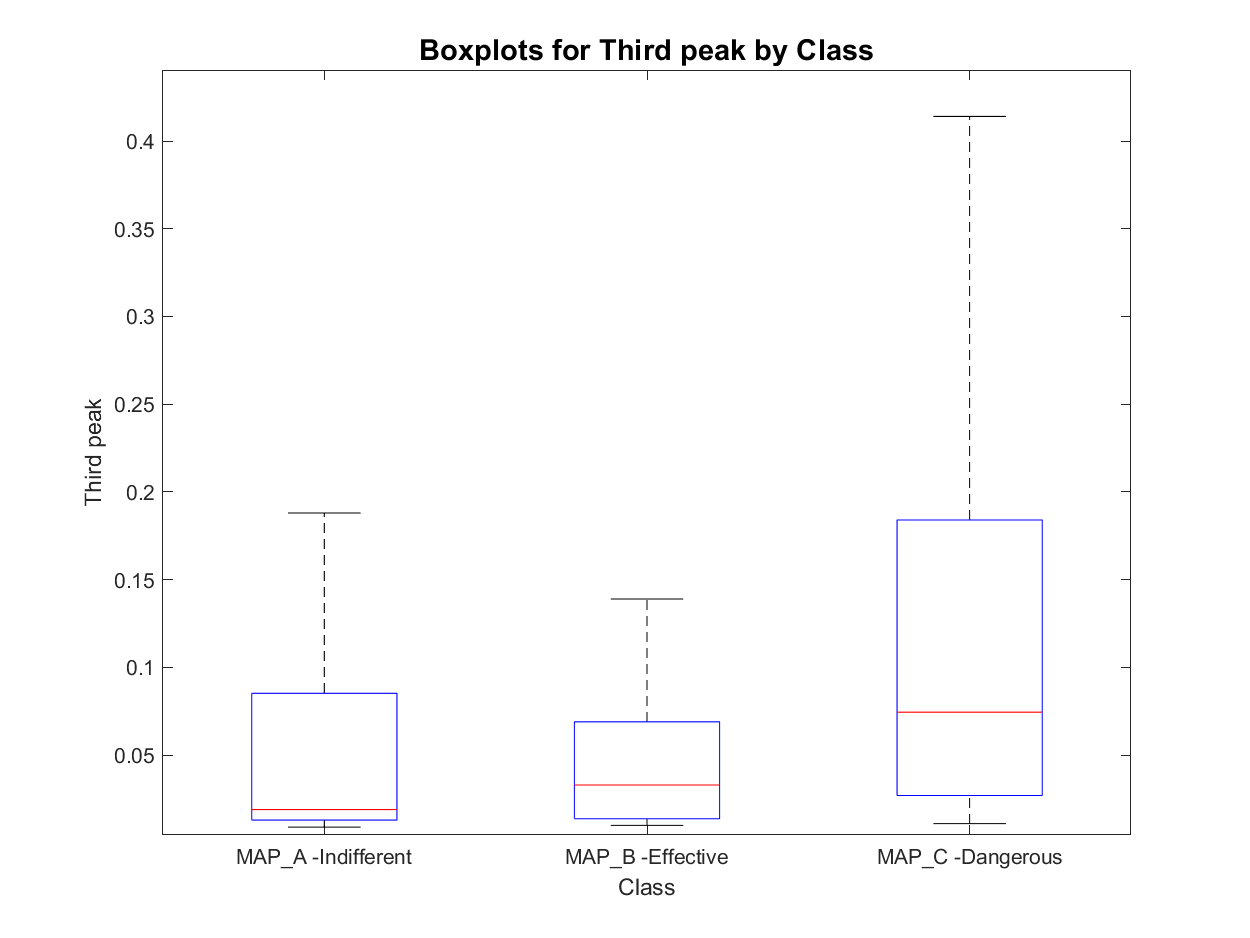 Boxplots for Third peak by Class
0.4
0.35
0.3
0.25
0.2
0.15
0.1
0.05
Third peak
MAP_A -Indifferent
MAP_B -Effective
MAP_C -Dangerous
Class